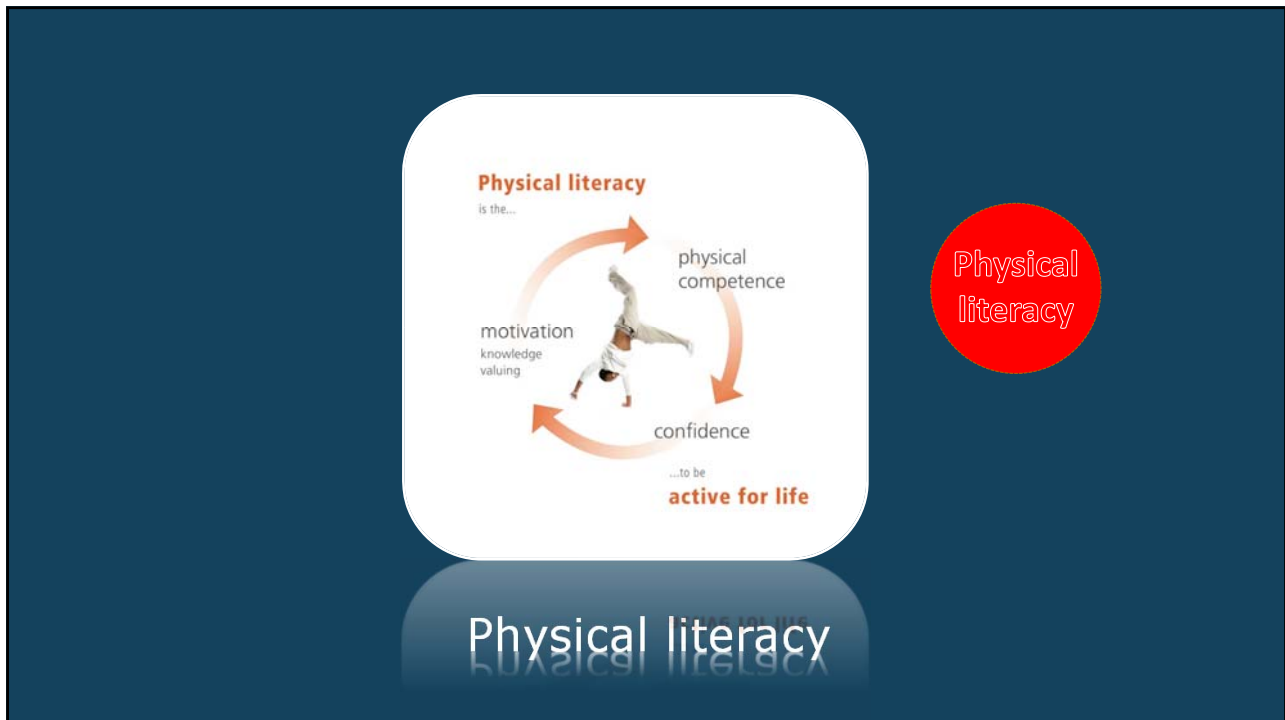 Physical literacy
is the...
physical
competence
motivation
knowledge
valuing
confidence
...to be
active for life
Physical
literacy
Physical literacy